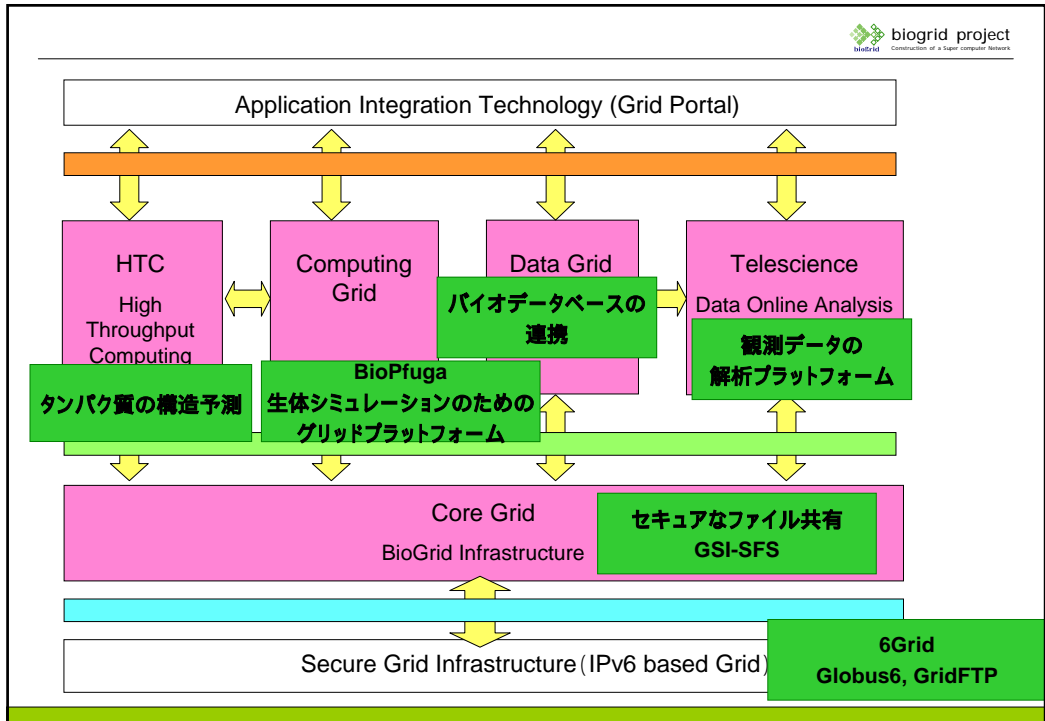 bioGrid
biogrid project
Construction of a Super computer Network
Application Integration Technology (Grid Portal)
HTC
High
Throughput
Computing
タンパク質の構造予測
Computing
Grid
BioPfuga
生体シミュレーションのための
グリッドプラットフォーム
Data Grid
バイオデータベースの
連携
Telescience
Data Online Analysis
観測データの
解析プラットフォーム
Core Grid
BioGrid Infrastructure
セキュアなファイル共有
GSI-SFS
Secure Grid Infrastructure(IPv6 based Grid)
6Grid
Globus6, GridFTP